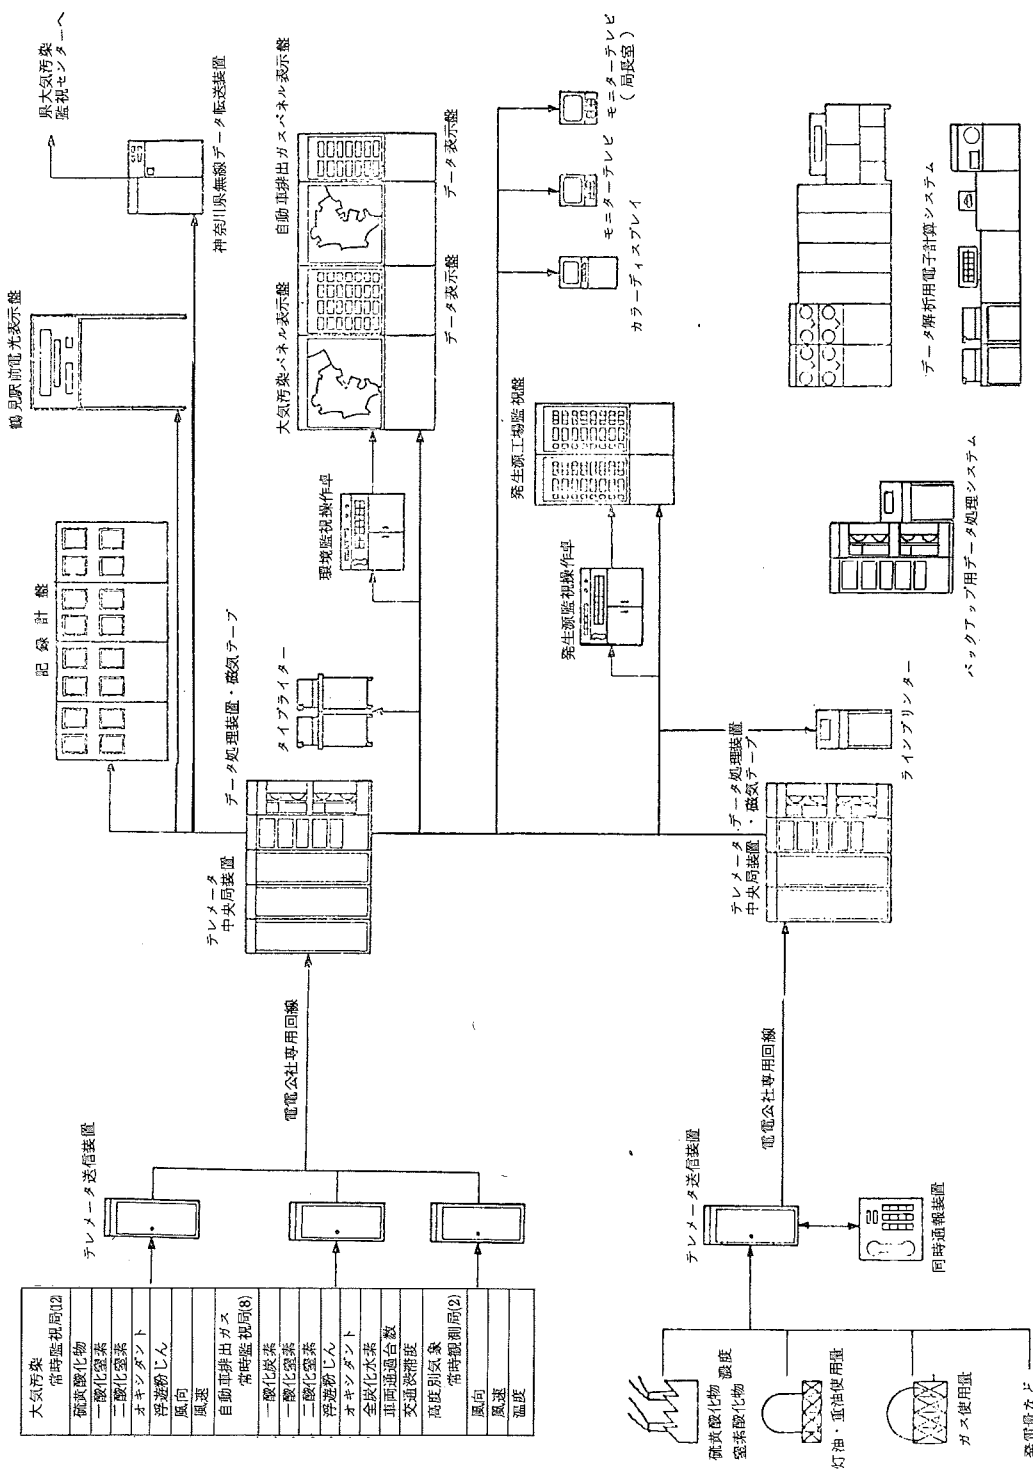 大気汚染
常時監視局(12)
硫黄酸化物
一酸化窒素
二酸化窒素
オキシダント
浮遊粉じん
風向
風速
自動車排出ガス
常時監視局(8)
一酸化炭素
一酸化窒素
二酸化窒素
浮遊粉じん
オキシダント
全炭化水素
車両通過台数
交通渋滞度
高度別気象
常時観測局(2)
風向
風速
温度
テレメータ送信装置
電電公社専用回線
テレメータ
中央局装置
データ処理装置・磁気テープ
記録計盤
鶴見駅前電光表示盤
神奈川県無線データ転送装置
県大気汚染
監視センターへ
タイプライター
環境監視操作卓
大気汚染パネル表示盤
データ表示盤
自動車排出ガスパネル表示盤
データ表示盤
カラーディスプレイ
モニターテレビ
モニターテレビ
(局長室)
硫黄酸化物
窒素酸化物
濃度
灯油・重油使用量
ガス使用量
発電量など
テレメータ送信装置
同時通報装置
電電公社専用回線
テレメータ
中央局装置
データ処理装置
・磁気テープ
ラインプリンター
発生源監視操作卓
発生源工場監視盤
バックアップ用データ処理システム
データ解析用電子計算システム